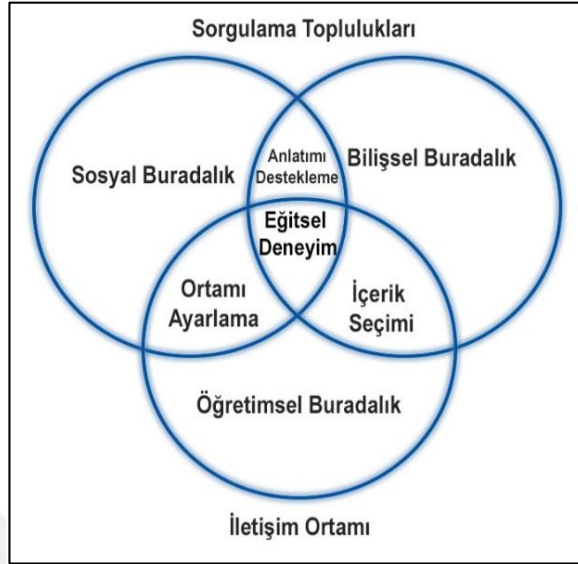 Sorgulama Toplulukları
Sosyal Buradalık
Anlatımı
Destekleme
Bilişsel Buradalık
Eğitsel
Deneyim
Ortamı
Ayarlama
İçerik
Seçimi
Öğretimsel Buradalık
İletişim Ortamı